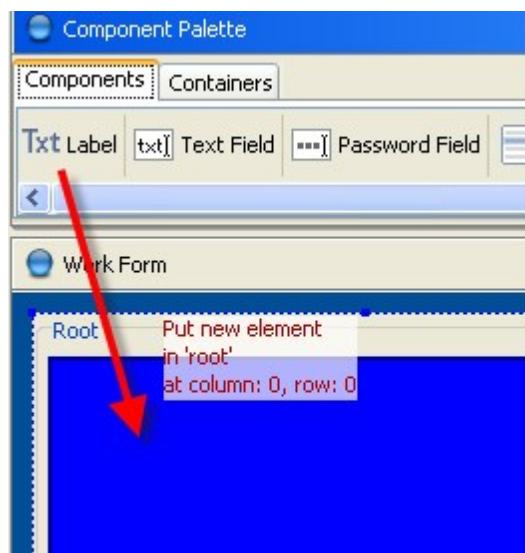 Component Palette
Components Containers
Txt Label txt Text Field Password Field
Work Form
Root
Put new element
in 'root'
at column: 0, row: 0